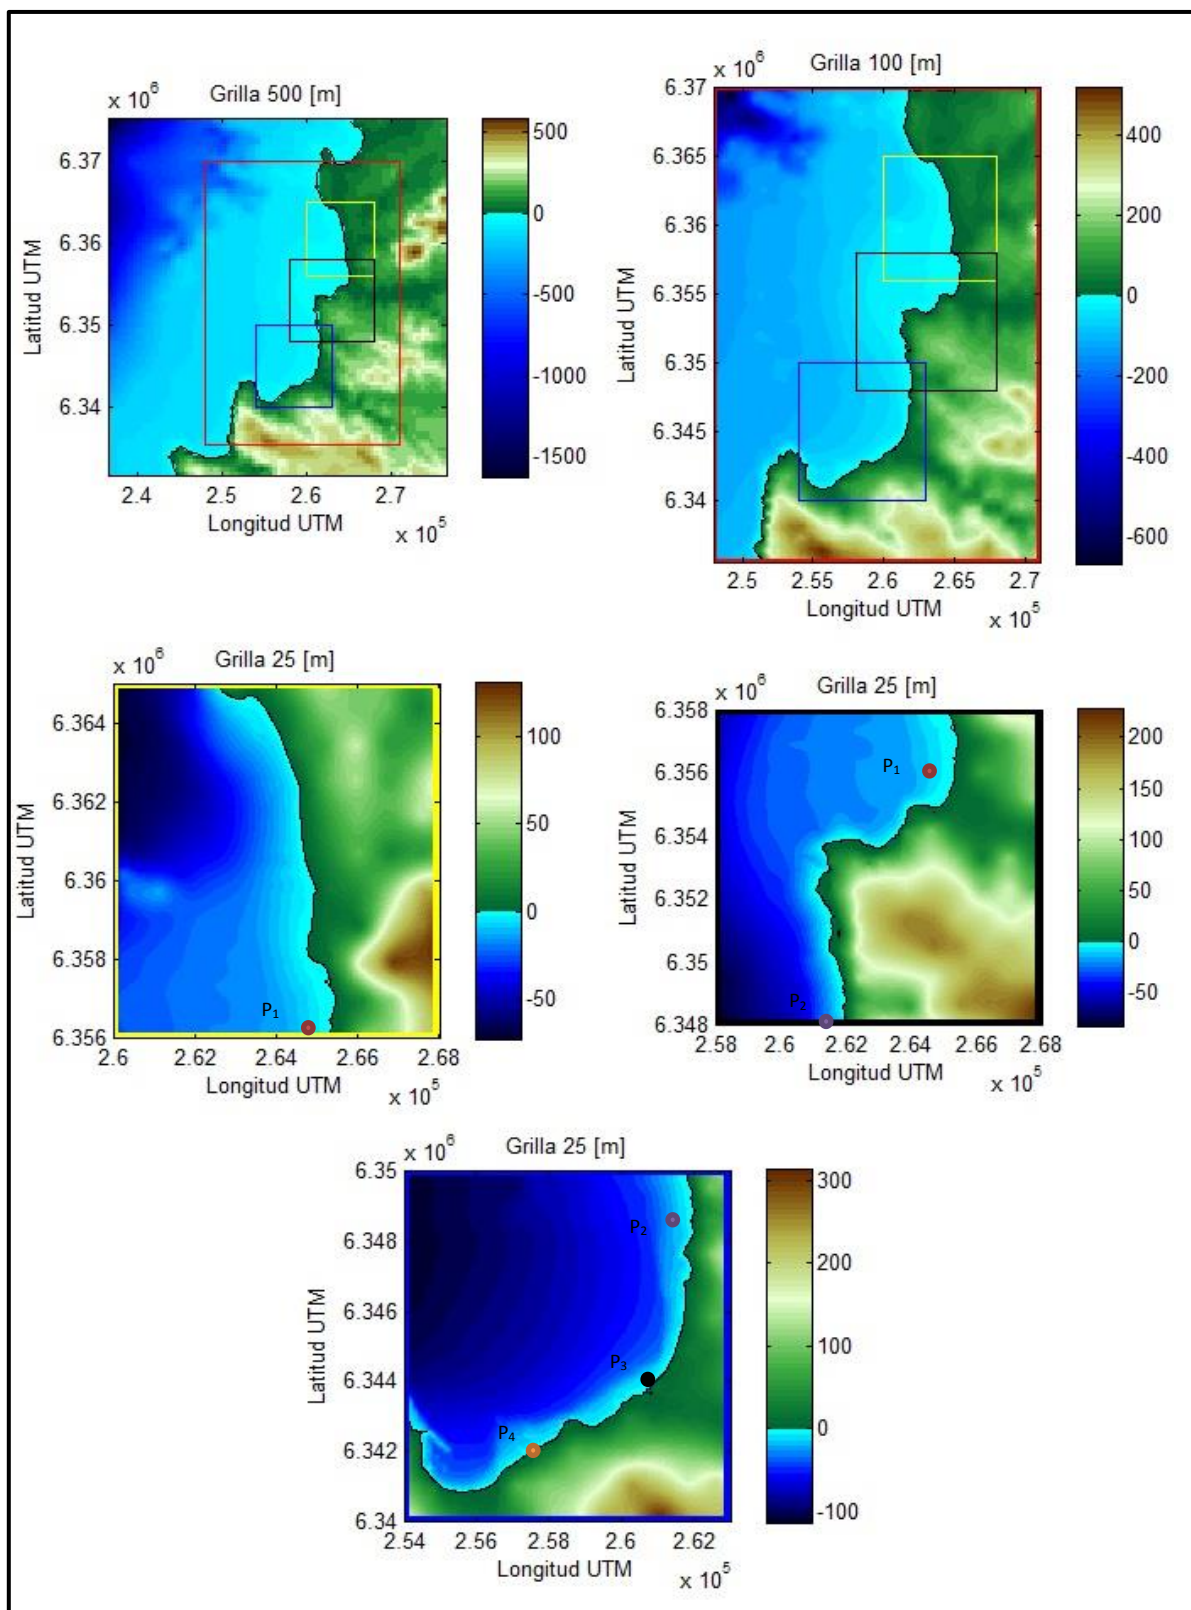 Grilla 500 [m]
x 10⁶
6.37
6.36
6.35
6.34
Latitud UTM
2.4
2.5
2.6
2.7
Longitud UTM
x 10⁵
500
0
-500
-1000
-1500
Grilla 100 [m]
x 10⁶
6.37
6.365
6.36
6.355
6.35
6.345
6.34
Latitud UTM
2.5
2.55
2.6
2.65
2.7
Longitud UTM
x 10⁵
400
200
0
-200
-400
-600
Grilla 25 [m]
x 10⁶
6.364
6.362
6.36
6.358
6.356
Latitud UTM
P₁
2.6
2.62
2.64
2.66
2.68
Longitud UTM
x 10⁵
100
50
0
-50
Grilla 25 [m]
x 10⁶
6.358
6.356
6.354
6.352
6.35
6.348
Latitud UTM
P₁
P₂
2.58
2.6
2.62
2.64
2.66
2.68
Longitud UTM
x 10⁵
200
150
100
50
0
-50
Grilla 25 [m]
x 10⁶
6.35
6.348
6.346
6.344
6.342
6.34
Latitud UTM
P₂
P₃
P₄
2.54
2.56
2.58
2.6
2.62
Longitud UTM
x 10⁵
300
200
100
0
-100